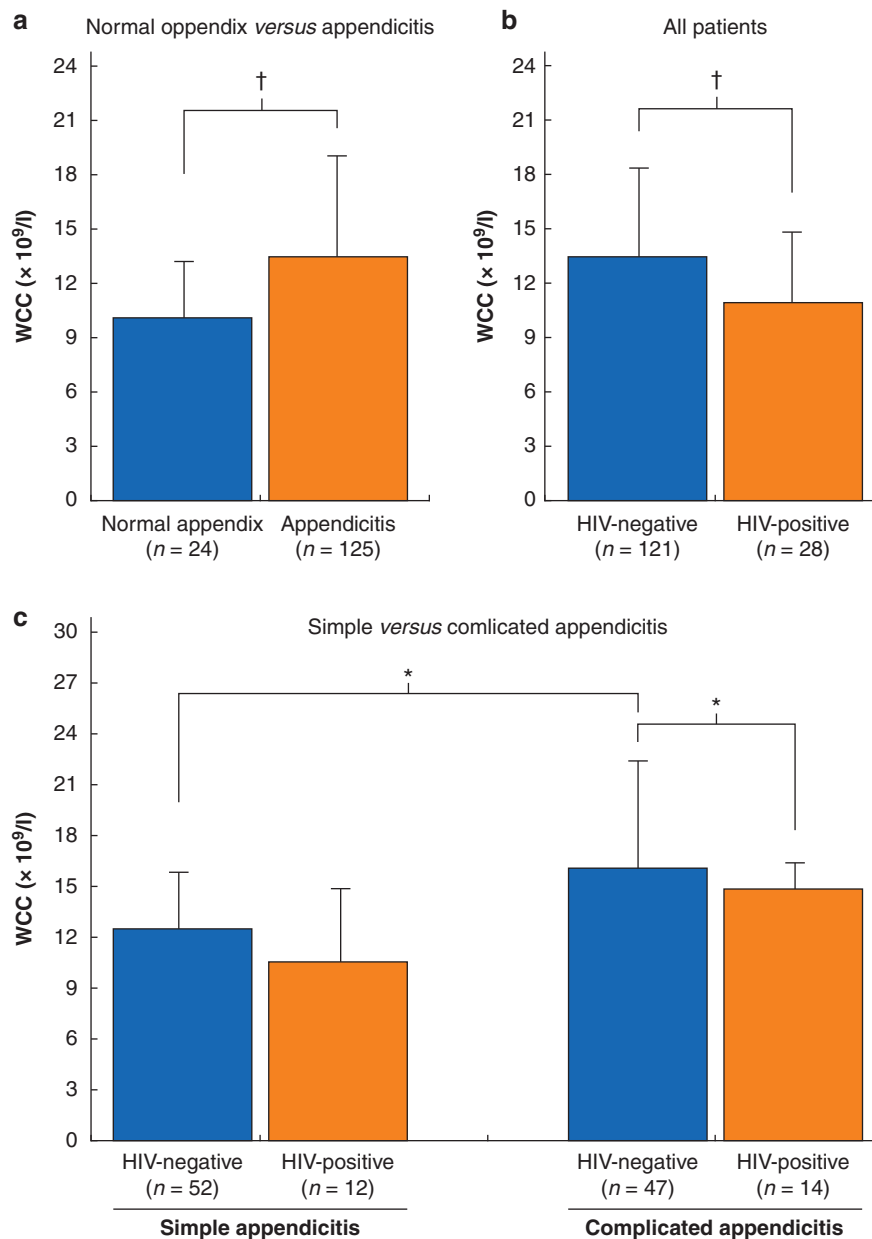 a
Normal oppendix versus appendicitis
24
21
18
15
12
9
6
3
0
WCC (× 10⁹/l)
†
Normal appendix
(n = 24)
Appendicitis
(n = 125)
b
All patients
24
21
18
15
12
9
6
3
0
WCC (× 10⁹/l)
†
HIV-negative
(n = 121)
HIV-positive
(n = 28)
c
Simple versus comlicated appendicitis
30
27
24
21
18
15
12
9
6
3
0
WCC (× 10⁹/l)
*
*
HIV-negative
(n = 52)
HIV-positive
(n = 12)
HIV-negative
(n = 47)
HIV-positive
(n = 14)
Simple appendicitis
Complicated appendicitis